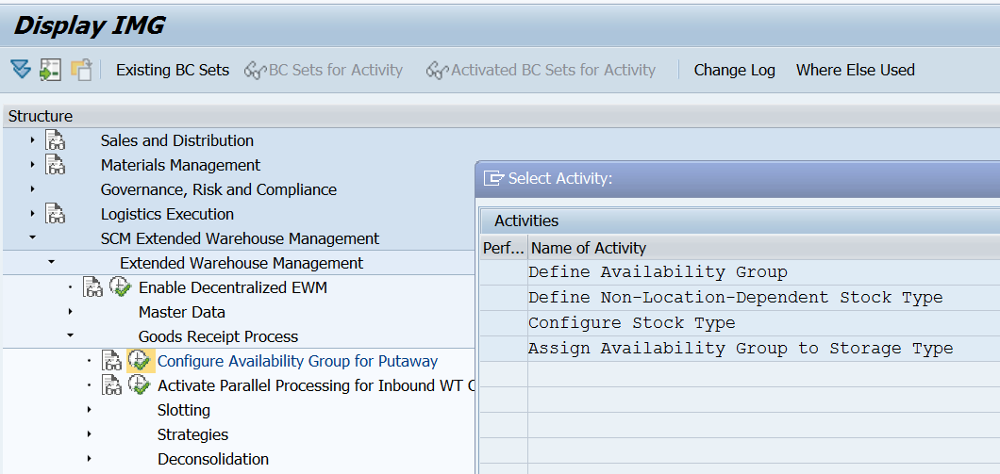 Display IMG
Existing BC Sets BC Sets for Activity Activated BC Sets for Activity Change Log Where Else Used
Structure
Sales and Distribution
Materials Management
Governance, Risk and Compliance
Logistics Execution
SCM Extended Warehouse Management
Extended Warehouse Management
Enable Decentralized EWM
Master Data
Goods Receipt Process
Configure Availability Group for Putaway
Activate Parallel Processing for Inbound WT C
Slotting
Strategies
Deconsolidation
Select Activity:
Activities
Perf... Name of Activity
Define Availability Group
Define Non-Location-Dependent Stock Type
Configure Stock Type
Assign Availability Group to Storage Type